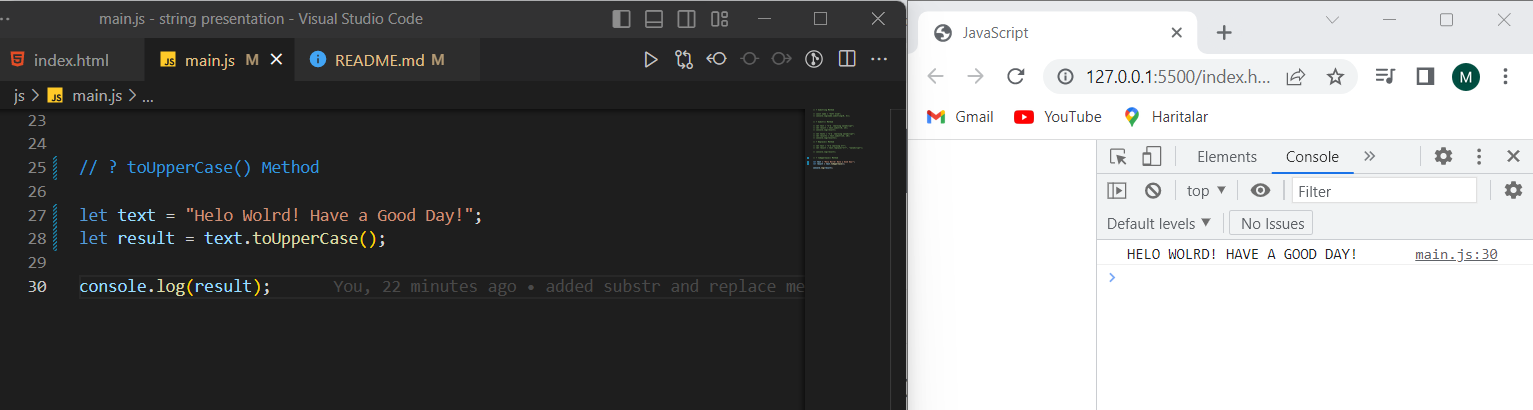 main.js - string presentation - Visual Studio Code
index.html
JS main.js M
README.md M
js > JS main.js > ...
23
24
25 // ? toUpperCase() Method
26
27 let text = "Helo Wolrd! Have a Good Day!";
28 let result = text.toUpperCase();
29
30 console.log(result); You, 22 minutes ago • added substr and replace me
JavaScript
127.0.0.1:5500/index.h...
M
Gmail
YouTube
Haritalar
Elements
Console
top
Filter
Default levels
No Issues
HELO WOLRD! HAVE A GOOD DAY! main.js:30